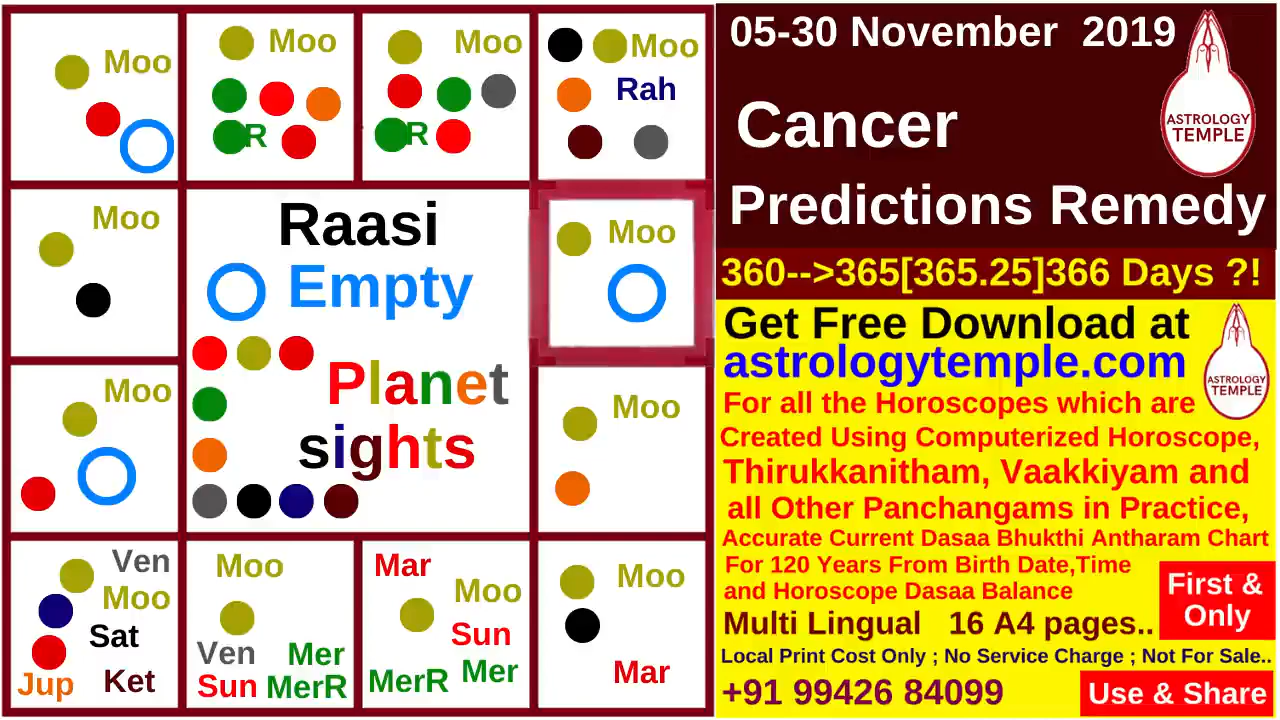 Moo
Moo
R
Moo
R
Moo
Rah
Moo
Raasi
Empty
Planet
sights
Moo
Moo
Moo
Ven
Moo
Sat
Jup Ket
Moo
Ven Mer
Sun MerR
Mar
Moo
Sun
MerR Mer
Moo
Mar
05-30 November 2019
ASTROLOGY
TEMPLE
Cancer
Predictions Remedy
360-->365[365.25]366 Days ?!
Get Free Download at
astrologytemple.com
ASTROLOGY
TEMPLE
For all the Horoscopes which are
Created Using Computerized Horoscope,
Thirukkanitham, Vaakkiyam and
all Other Panchangams in Practice,
Accurate Current Dasaa Bhukthi Antharam Chart
For 120 Years From Birth Date,Time
and Horoscope Dasaa Balance
First &
Only
Multi Lingual 16 A4 pages..
Local Print Cost Only ; No Service Charge ; Not For Sale..
+91 99426 84099
Use & Share